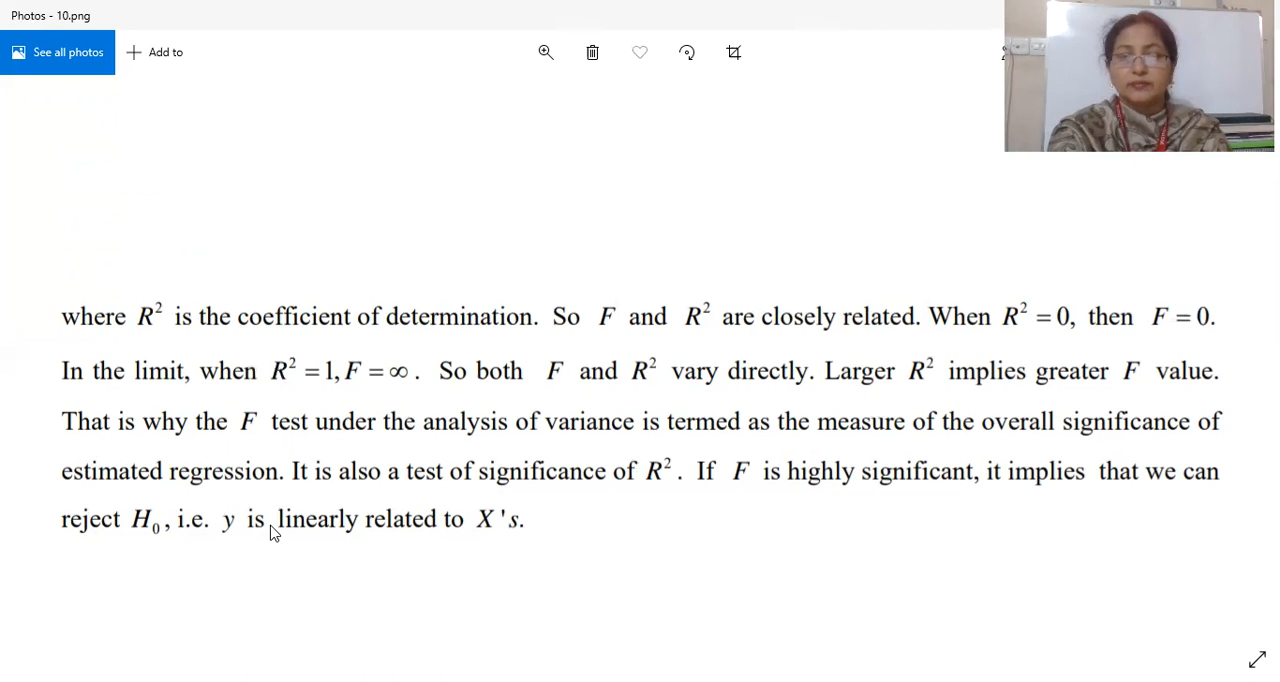 Photos - 10.png
See all photos
Add to
where R² is the coefficient of determination. So F and R² are closely related. When R² = 0, then F = 0.
In the limit, when R² = 1, F = ∞ . So both F and R² vary directly. Larger R² implies greater F value.
That is why the F test under the analysis of variance is termed as the measure of the overall significance of
estimated regression. It is also a test of significance of R² . If F is highly significant, it implies that we can
reject H₀ , i.e. y is linearly related to X 's.